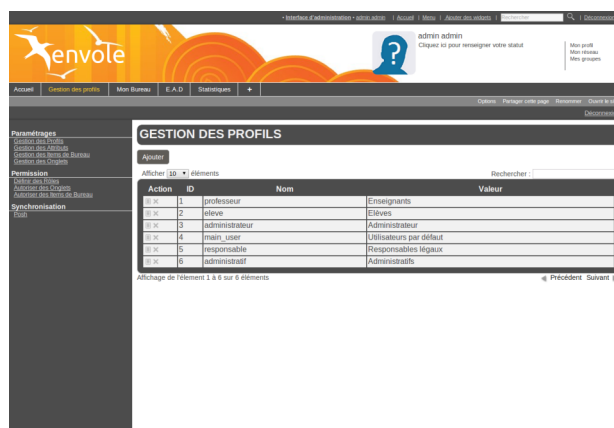 • Interface d'administration • admin admin | Accueil | Menu | Ajouter des widgets | Rechercher | Déconnexion
envole
admin admin
Cliquez ici pour renseigner votre statut
Mon profil
Mon réseau
Mes groupes
Accueil Gestion des profils Mon Bureau E.A.D Statistiques +
Options Partager cette page Renommer Ouvrir le
Déconnexi
Paramétrages
Gestion des Profils
Gestion des Attributs
Gestion des Items de Bureau
Gestion des Onglets
Permission
Définir des Rôles
Autoriser des Onglets
Autoriser des Items de Bureau
Synchronisation
Posh
GESTION DES PROFILS
Ajouter
Afficher 10 éléments Rechercher :
Action ID Nom Valeur
1 professeur Enseignants
2 eleve Elèves
3 administrateur Administrateur
4 main_user Utilisateurs par défaut
5 responsable Responsables légaux
6 administratif Administratifs
Affichage de l'élement 1 à 6 sur 6 éléments Précédent Suivant